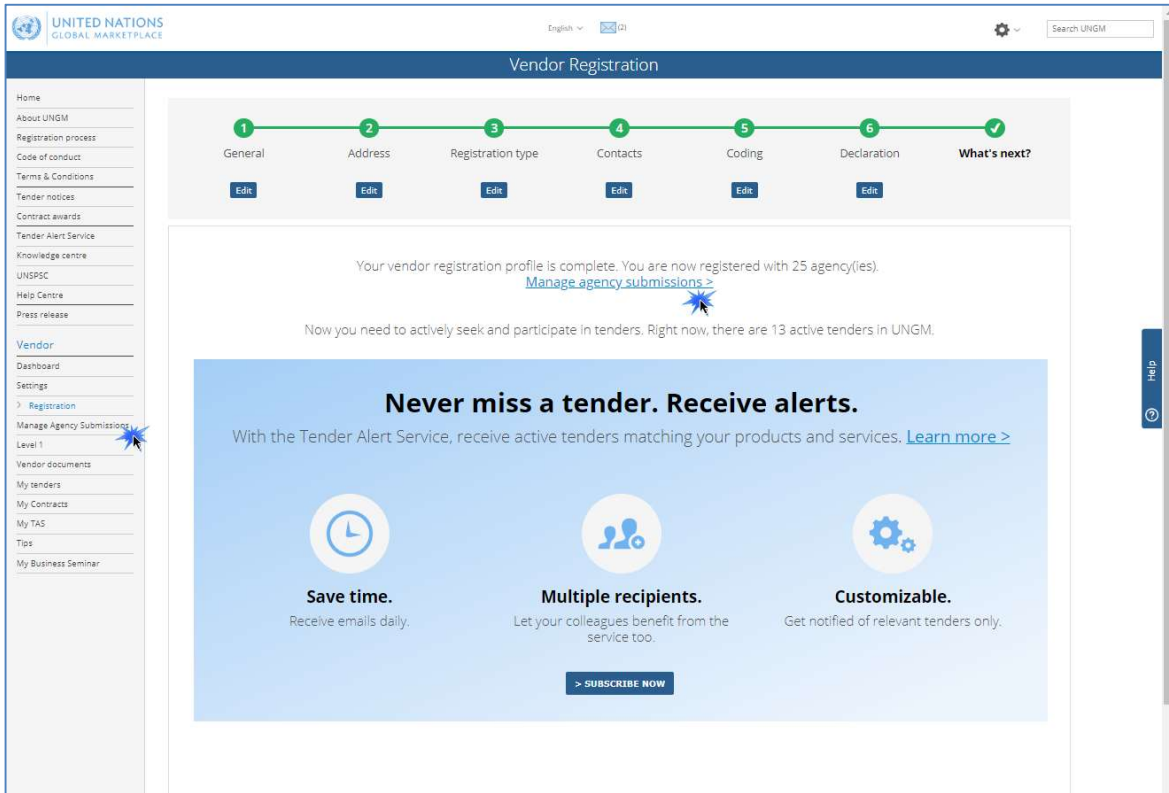 UNITED NATIONS
GLOBAL MARKETPLACE
English
(2)
Search UNGM
Vendor Registration
Home
About UNGM
Registration process
Code of conduct
Terms & Conditions
Tender notices
Contract awards
Tender Alert Service
Knowledge centre
UNSPSC
Help Centre
Press release
Vendor
Dashboard
Settings
> Registration
Manage Agency Submissions
Level 1
Vendor documents
My tenders
My Contracts
My TAS
Tips
My Business Seminar
1 2 3 4 5 6
General Address Registration type Contacts Coding Declaration What's next?
Edit Edit Edit Edit Edit Edit
Your vendor registration profile is complete. You are now registered with 25 agency(ies).
Manage agency submissions >
Now you need to actively seek and participate in tenders. Right now, there are 13 active tenders in UNGM.
Never miss a tender. Receive alerts.
With the Tender Alert Service, receive active tenders matching your products and services. Learn more >
Save time. Multiple recipients. Customizable.
Receive emails daily. Let your colleagues benefit from the Get notified of relevant tenders only.
service too.
> SUBSCRIBE NOW
Help
?